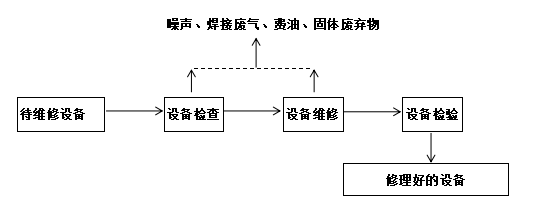 噪声、焊接废气、费油、固体废弃物
待维修设备
设备检查
设备维修
设备检验
修理好的设备